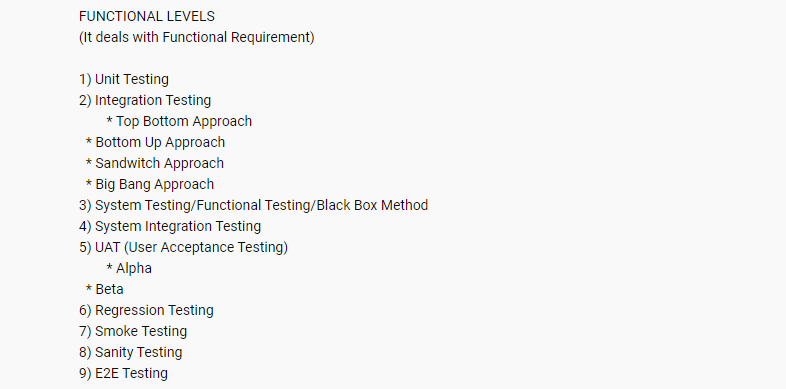 FUNCTIONAL LEVELS
(It deals with Functional Requirement)
1) Unit Testing
2) Integration Testing
* Top Bottom Approach
* Bottom Up Approach
* Sandwitch Approach
* Big Bang Approach
3) System Testing/Functional Testing/Black Box Method
4) System Integration Testing
5) UAT (User Acceptance Testing)
* Alpha
* Beta
6) Regression Testing
7) Smoke Testing
8) Sanity Testing
9) E2E Testing